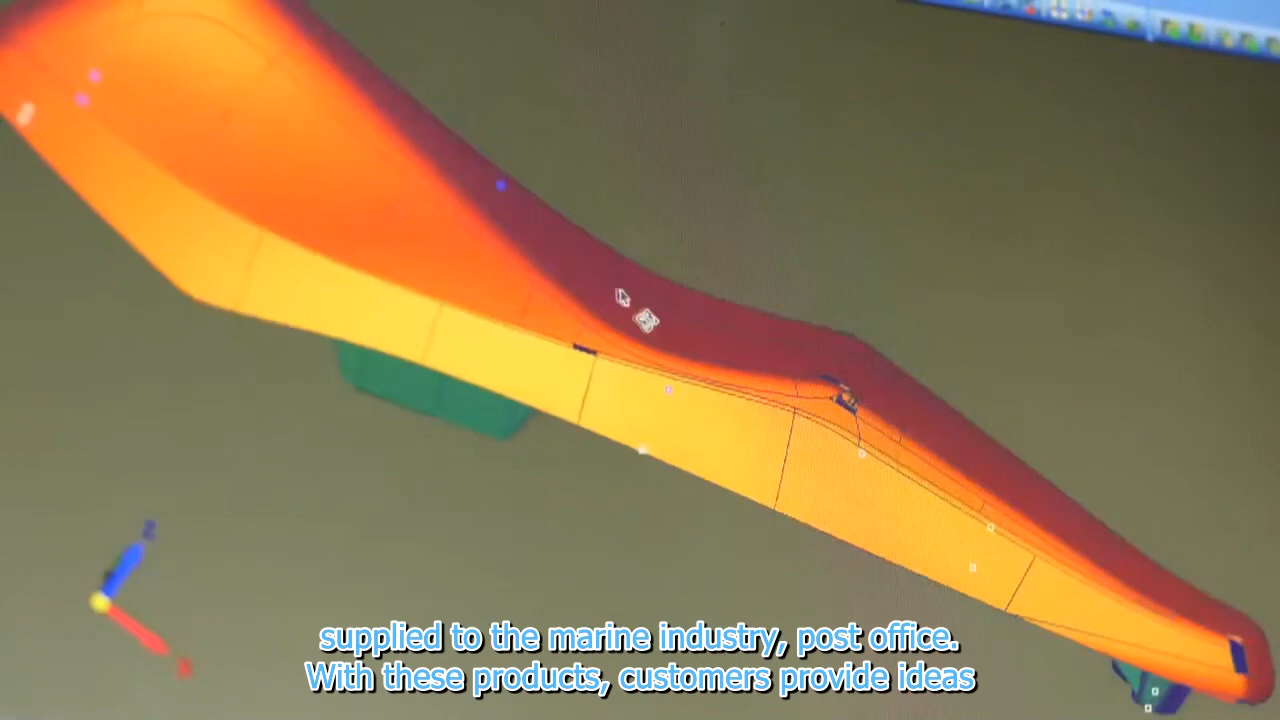 supplied to the marine industry, post office.
With these products, customers provide ideas